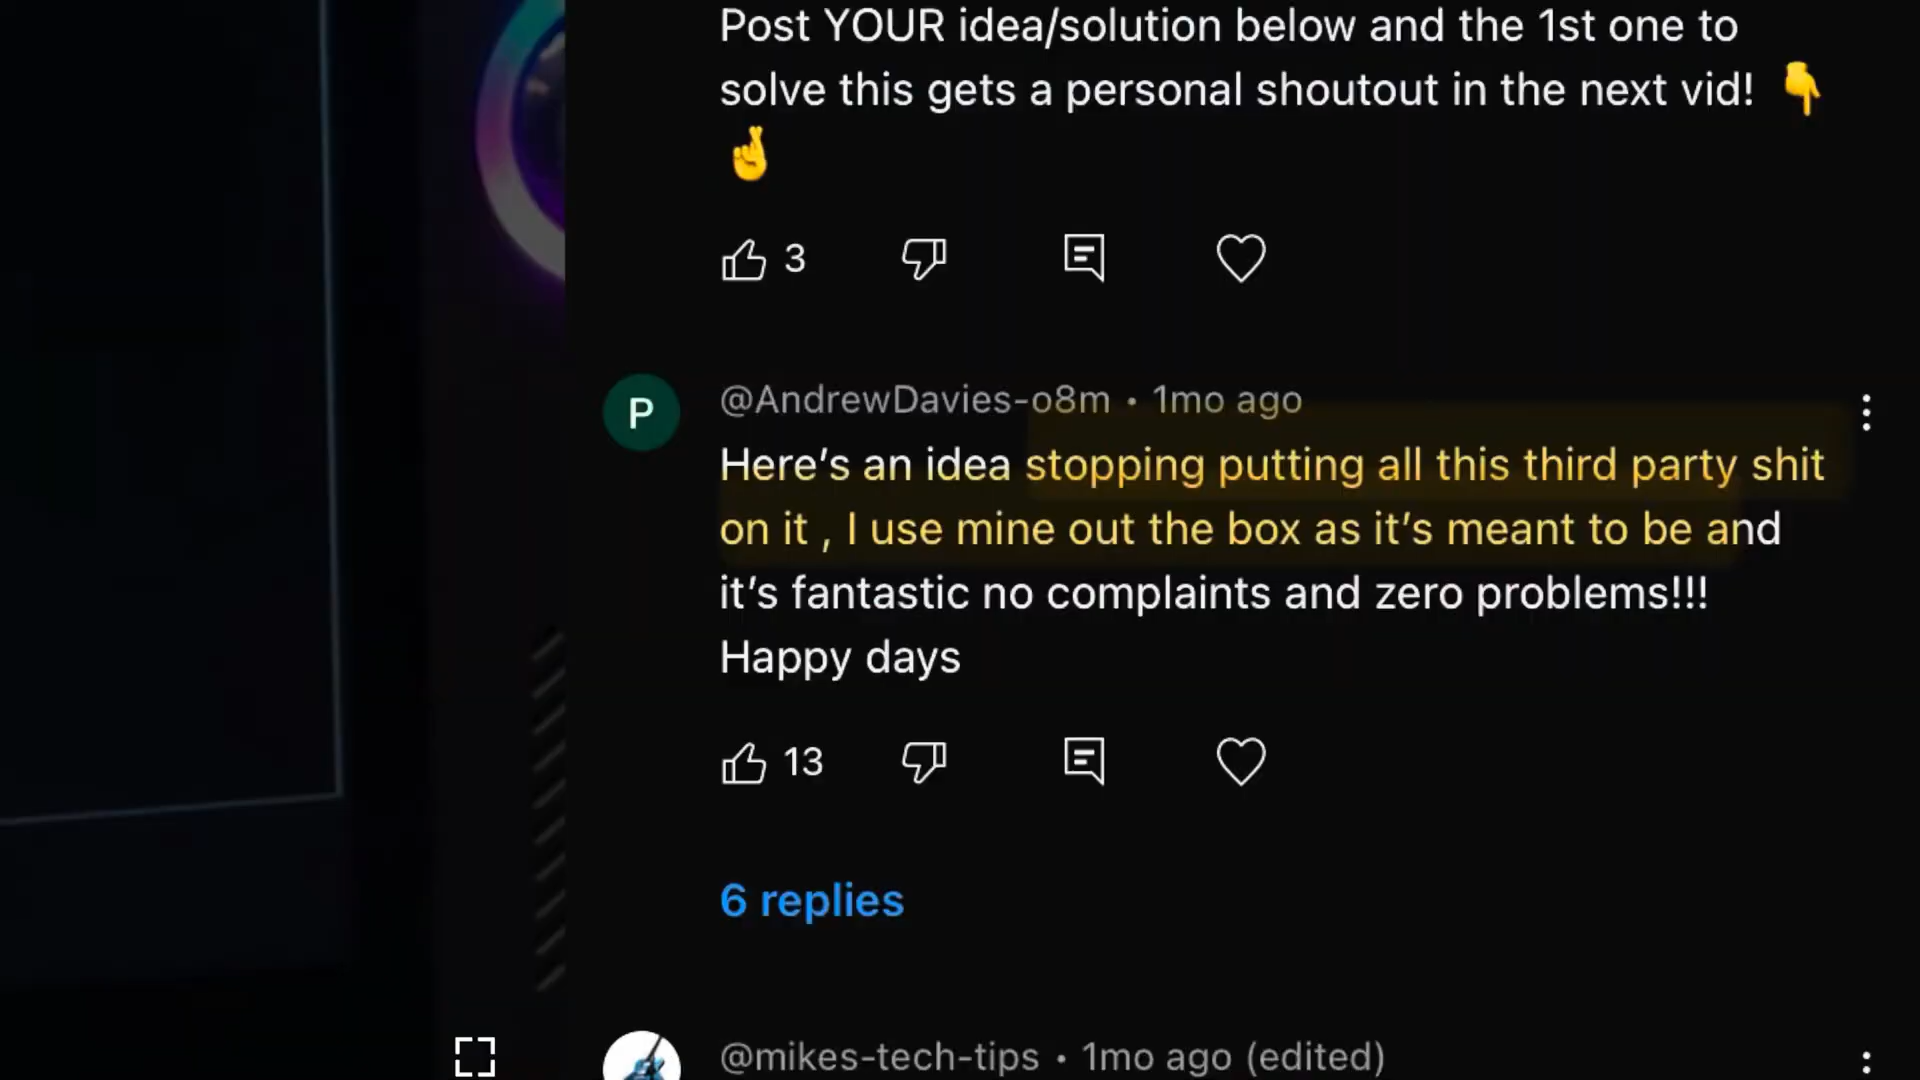 Post YOUR idea/solution below and the 1st one to
solve this gets a personal shoutout in the next vid! 👇
🤞
3
P
@AndrewDavies-o8m • 1mo ago
Here’s an idea stopping putting all this third party shit
on it , I use mine out the box as it’s meant to be and
it’s fantastic no complaints and zero problems!!!
Happy days
13
6 replies
@mikes-tech-tips • 1mo ago (edited)